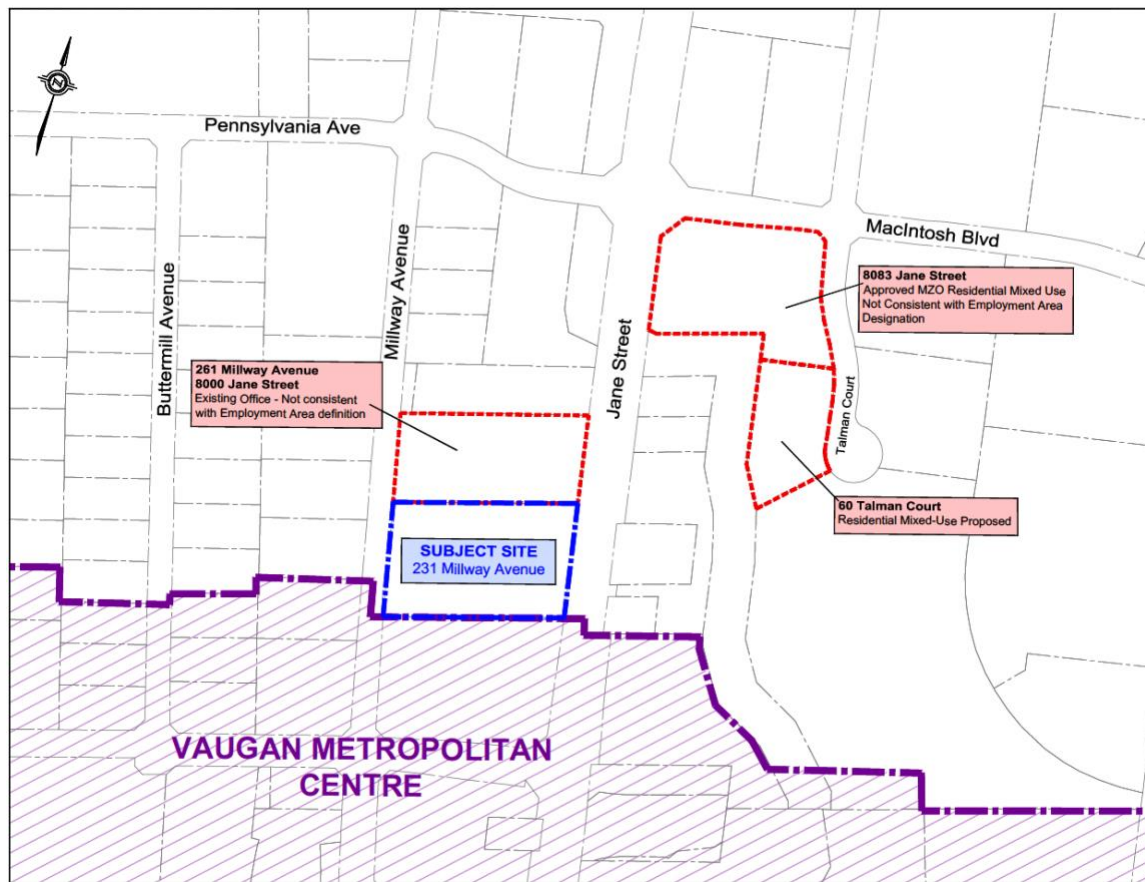 N
Pennsylvania Ave
MacIntosh Blvd
Buttermill Avenue
Millway Avenue
Jane Street
Talman Court
8083 Jane Street
Approved MZO Residential Mixed Use
Not Consistent with Employment Area
Designation
261 Millway Avenue
8000 Jane Street
Existing Office - Not consistent
with Employment Area definition
60 Talman Court
Residential Mixed-Use Proposed
SUBJECT SITE
231 Millway Avenue
VAUGAN METROPOLITAN
CENTRE